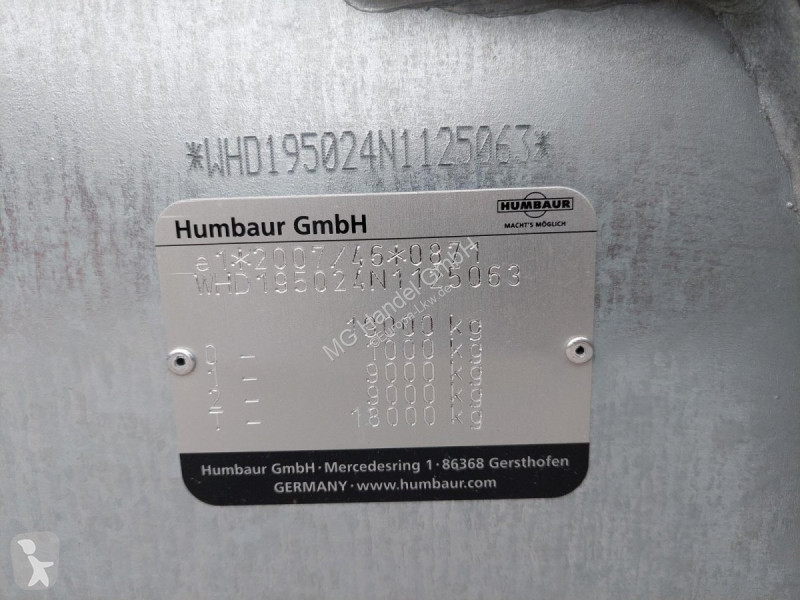 *WHD195024N1125063*
HUMBAUR
MACHT'S MÖGLICH
Humbaur GmbH
e1*2007/46*0871
WHD195024N1125063
kg
0 - 1000 kg
1 - 9000 kg
2 - 9000 kg
T - 18000 kg
MG Handel GmbH
Humbaur GmbH · Mercedesring 1 · 86368 Gersthofen
GERMANY · www.humbaur.com